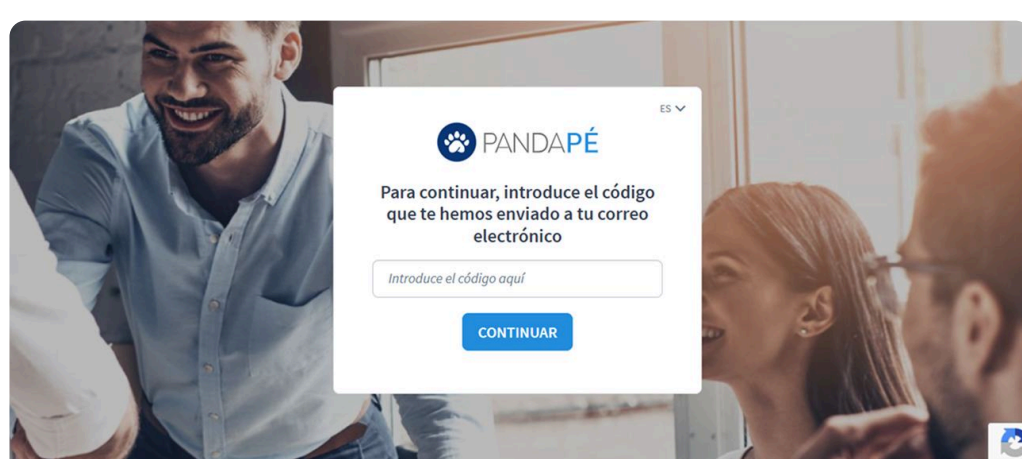 ES
PANDAPÉ
Para continuar, introduce el código
que te hemos enviado a tu correo
electrónico
Introduce el código aquí
CONTINUAR